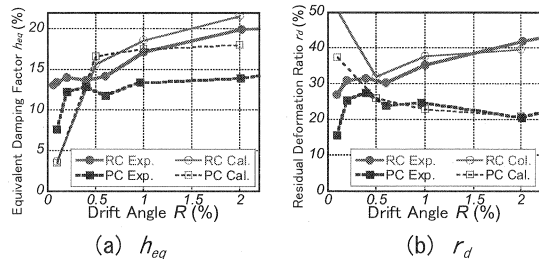 Equivalent Damping Factor heq (%)
20
15
10
5
0
RC Exp.
RC Cal.
PC Exp.
PC Cal.
0
0.5
1
1.5
2
Drift Angle R (%)
(a) heq
Residual Deformation Ratio rd (%)
50
40
30
20
10
0
RC Exp.
RC Col.
PC Exp.
PC Cal.
0
0.5
1
1.5
2
Drift Angle R (%)
(b) rd